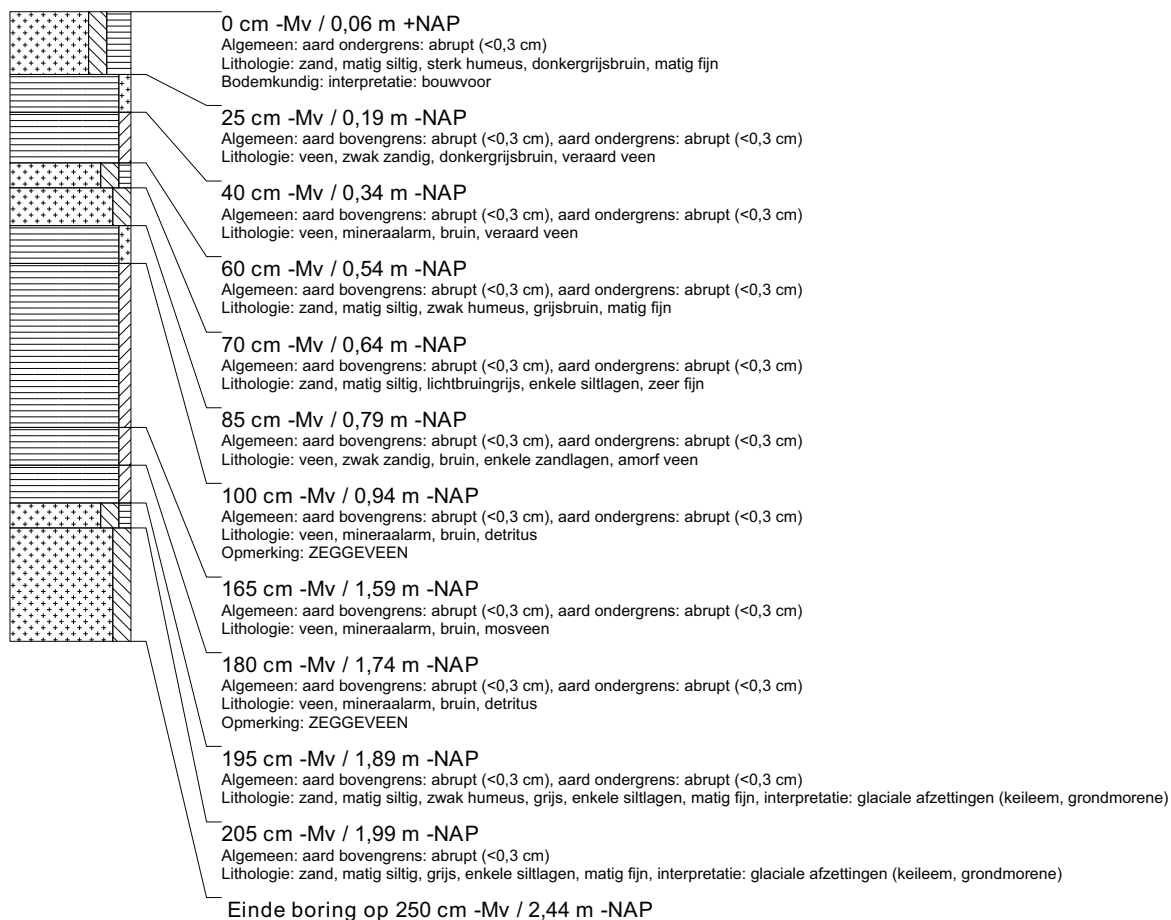 0 cm -Mv / 0,06 m +NAP
Algemeen: aard ondergrens: abrupt (<0,3 cm)
Lithologie: zand, matig siltig, sterk humeus, donkergrijsbruin, matig fijn
Bodemkundig: interpretatie: bouwvoor
25 cm -Mv / 0,19 m -NAP
Algemeen: aard bovengrens: abrupt (<0,3 cm), aard ondergrens: abrupt (<0,3 cm)
Lithologie: veen, zwak zandig, donkergrijsbruin, veraard veen
40 cm -Mv / 0,34 m -NAP
Algemeen: aard bovengrens: abrupt (<0,3 cm), aard ondergrens: abrupt (<0,3 cm)
Lithologie: veen, mineraalarm, bruin, veraard veen
60 cm -Mv / 0,54 m -NAP
Algemeen: aard bovengrens: abrupt (<0,3 cm), aard ondergrens: abrupt (<0,3 cm)
Lithologie: zand, matig siltig, zwak humeus, grijsbruin, matig fijn
70 cm -Mv / 0,64 m -NAP
Algemeen: aard bovengrens: abrupt (<0,3 cm), aard ondergrens: abrupt (<0,3 cm)
Lithologie: zand, matig siltig, lichtbruingrijs, enkele siltlagen, zeer fijn
85 cm -Mv / 0,79 m -NAP
Algemeen: aard bovengrens: abrupt (<0,3 cm), aard ondergrens: abrupt (<0,3 cm)
Lithologie: veen, zwak zandig, bruin, enkele zandlagen, amorf veen
100 cm -Mv / 0,94 m -NAP
Algemeen: aard bovengrens: abrupt (<0,3 cm), aard ondergrens: abrupt (<0,3 cm)
Lithologie: veen, mineraalarm, bruin, detritus
Opmerking: ZEGGEVEEN
165 cm -Mv / 1,59 m -NAP
Algemeen: aard bovengrens: abrupt (<0,3 cm), aard ondergrens: abrupt (<0,3 cm)
Lithologie: veen, mineraalarm, bruin, mosveen
180 cm -Mv / 1,74 m -NAP
Algemeen: aard bovengrens: abrupt (<0,3 cm), aard ondergrens: abrupt (<0,3 cm)
Lithologie: veen, mineraalarm, bruin, detritus
Opmerking: ZEGGEVEEN
195 cm -Mv / 1,89 m -NAP
Algemeen: aard bovengrens: abrupt (<0,3 cm), aard ondergrens: abrupt (<0,3 cm)
Lithologie: zand, matig siltig, zwak humeus, grijs, enkele siltlagen, matig fijn, interpretatie: glaciale afzettingen (keileem, grondmorene)
205 cm -Mv / 1,99 m -NAP
Algemeen: aard bovengrens: abrupt (<0,3 cm)
Lithologie: zand, matig siltig, grijs, enkele siltlagen, matig fijn, interpretatie: glaciale afzettingen (keileem, grondmorene)
Einde boring op 250 cm -Mv / 2,44 m -NAP